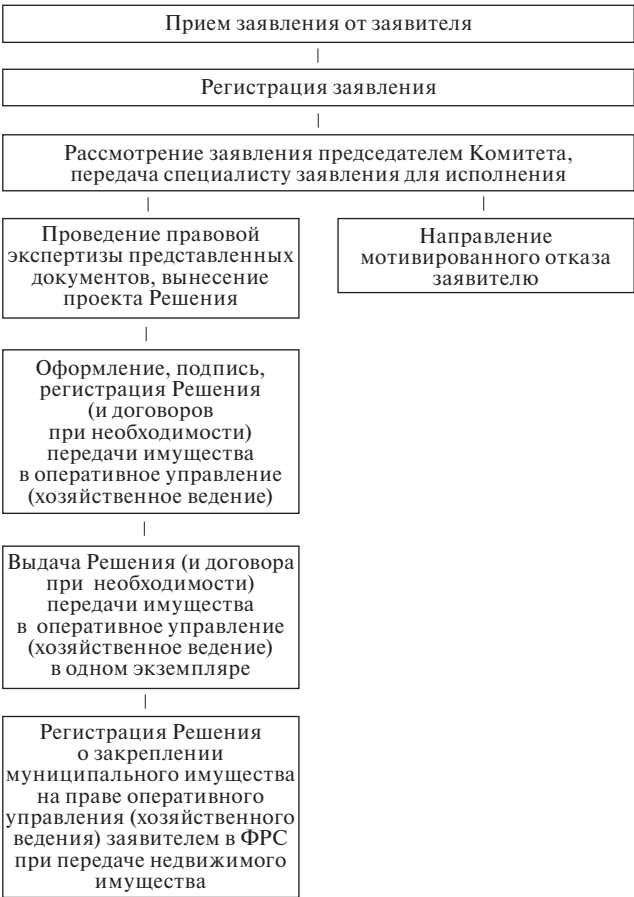 Прием заявления от заявителя
Регистрация заявления
Рассмотрение заявления председателем Комитета,
передача специалисту заявления для исполнения
Проведение правовой
экспертизы представленных
документов, вынесение
проекта Решения
Направление
мотивированного отказа
заявителю
Оформление, подпись,
регистрация Решения
(и договоров
при необходимости)
передачи имущества
в оперативное управление
(хозяйственное ведение)
Выдача Решения (и договора
при необходимости)
передачи имущества
в оперативное управление
(хозяйственное ведение)
в одном экземпляре
Регистрация Решения
о закреплении
муниципального имущества
на праве оперативного
управления (хозяйственного
ведения) заявителем в ФРС
при передаче недвижимого
имущества